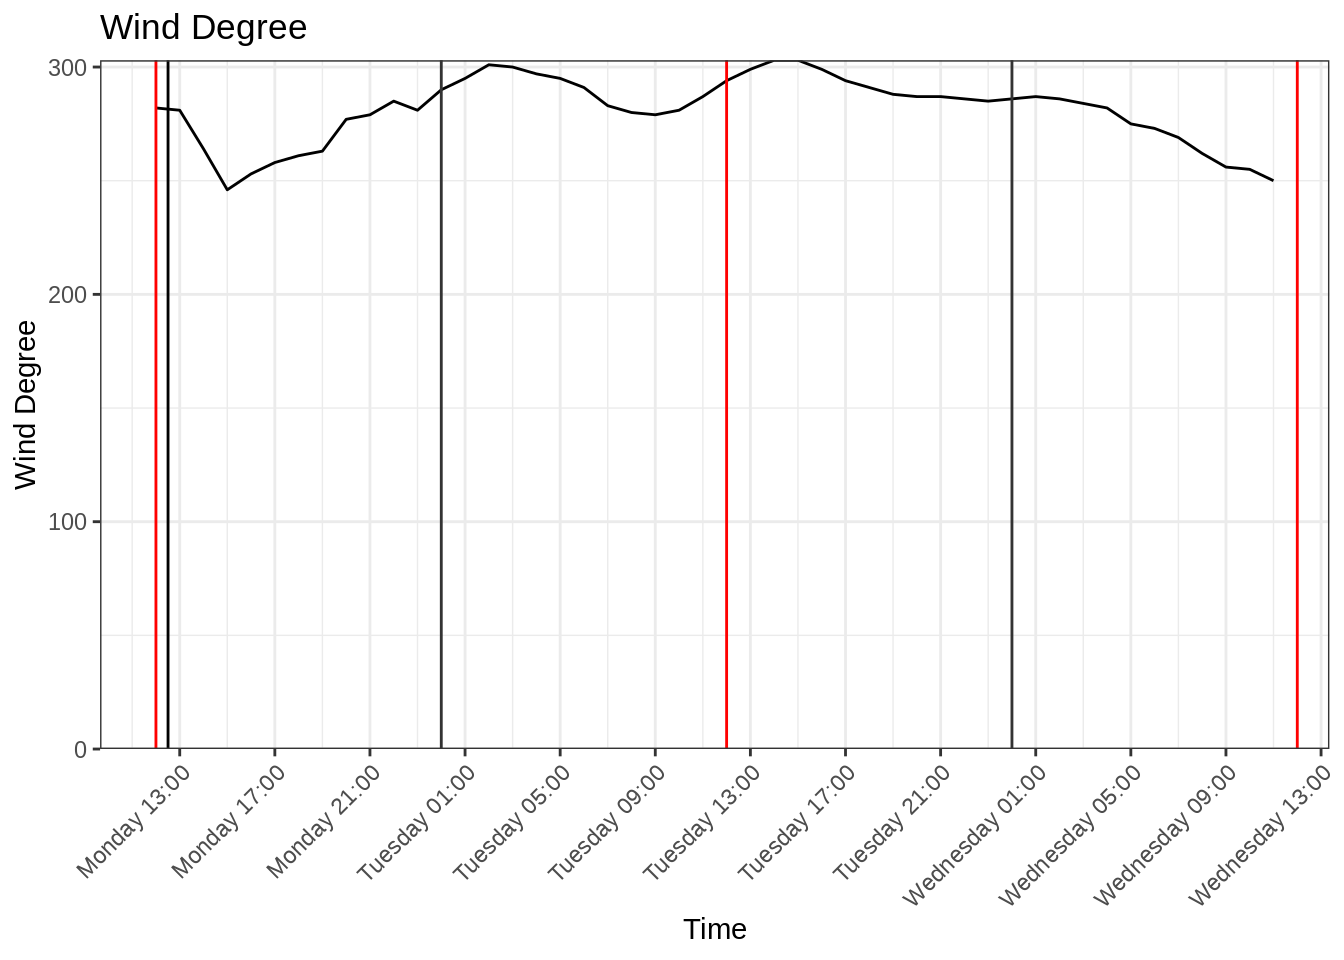 Wind Degree
Wind Degree
300
200
100
0
Monday 13:00
Monday 17:00
Monday 21:00
Tuesday 01:00
Tuesday 05:00
Tuesday 09:00
Tuesday 13:00
Tuesday 17:00
Tuesday 21:00
Wednesday 01:00
Wednesday 05:00
Wednesday 09:00
Wednesday 13:00
Time